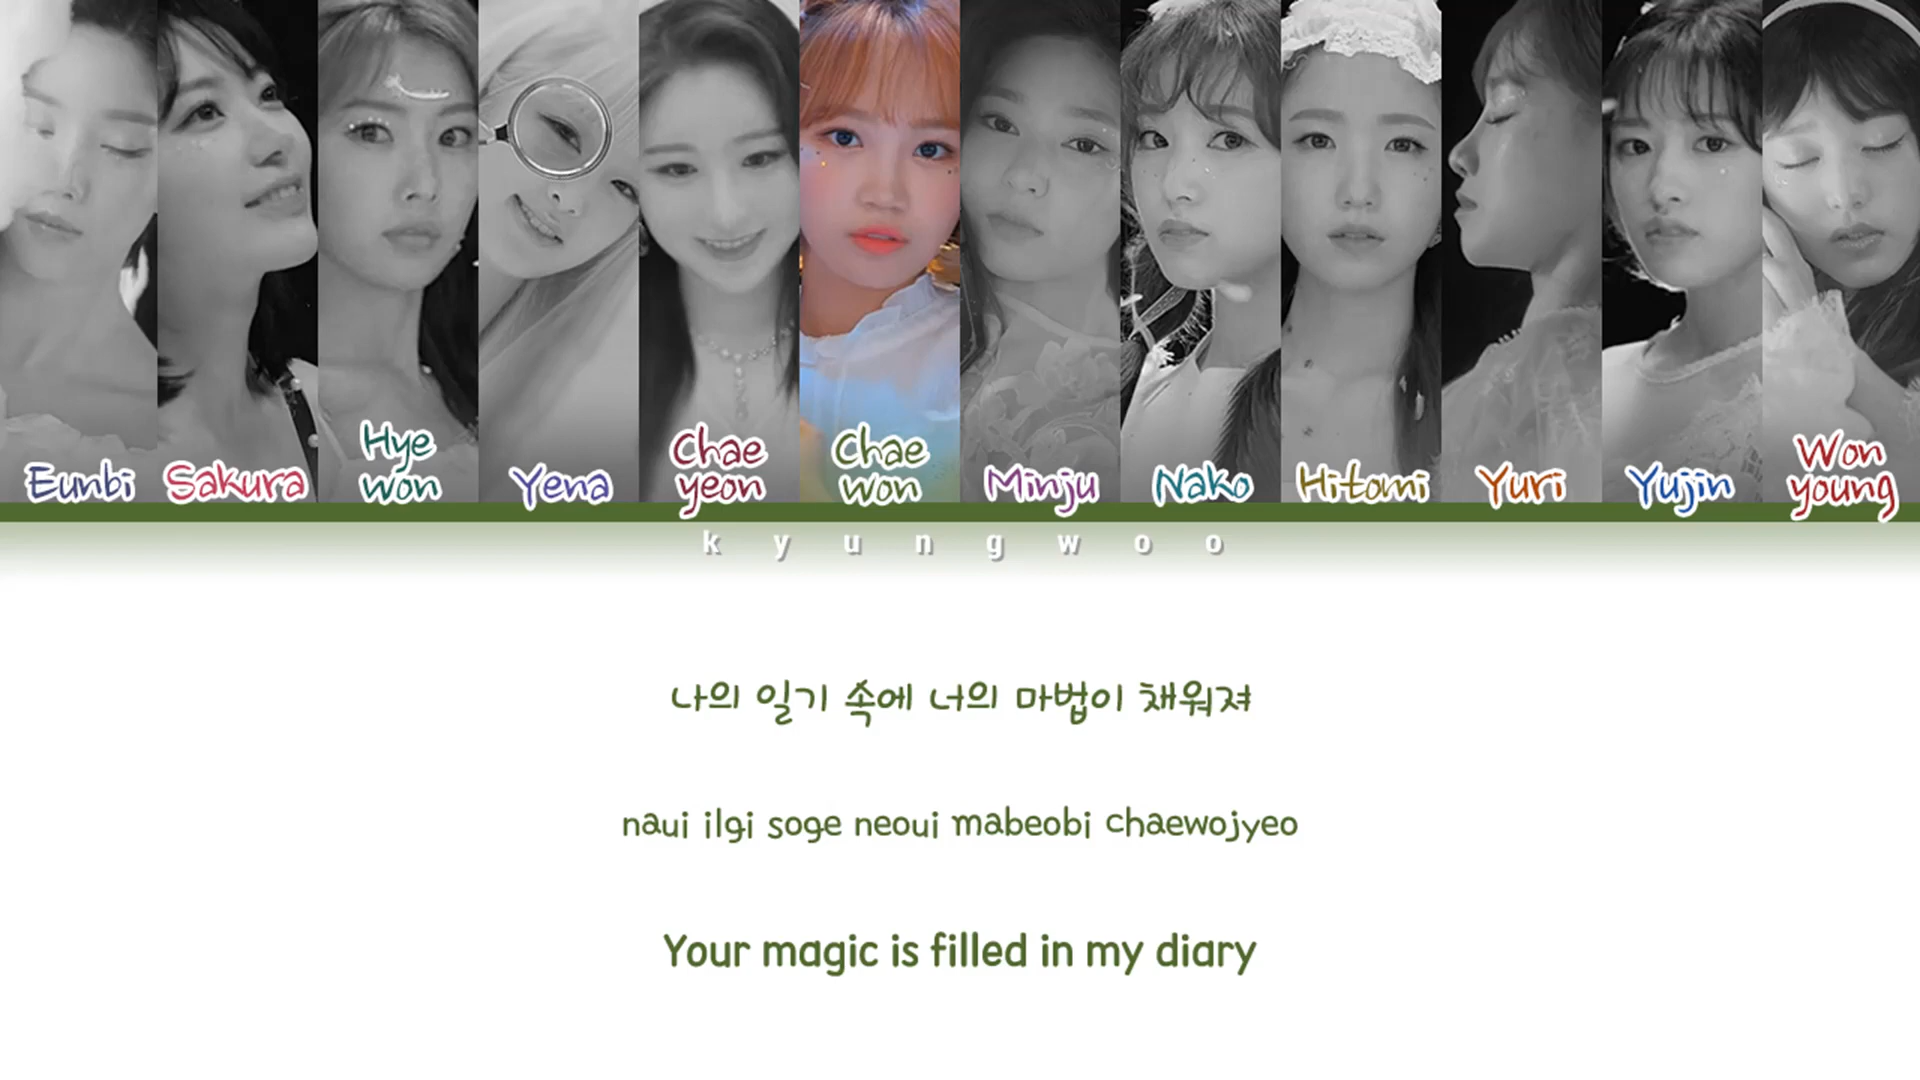 Eunbi
Sakura
Hye
won
Yena
Chae
yeon
Chae
won
Minju
Nako
Hitomi
Yuri
Yujin
Won
young
kyungwoo
나의 일기 속에 너의 마법이 채워져
naui ilgi soge neoui mabeobi chaewojyeo
Your magic is filled in my diary